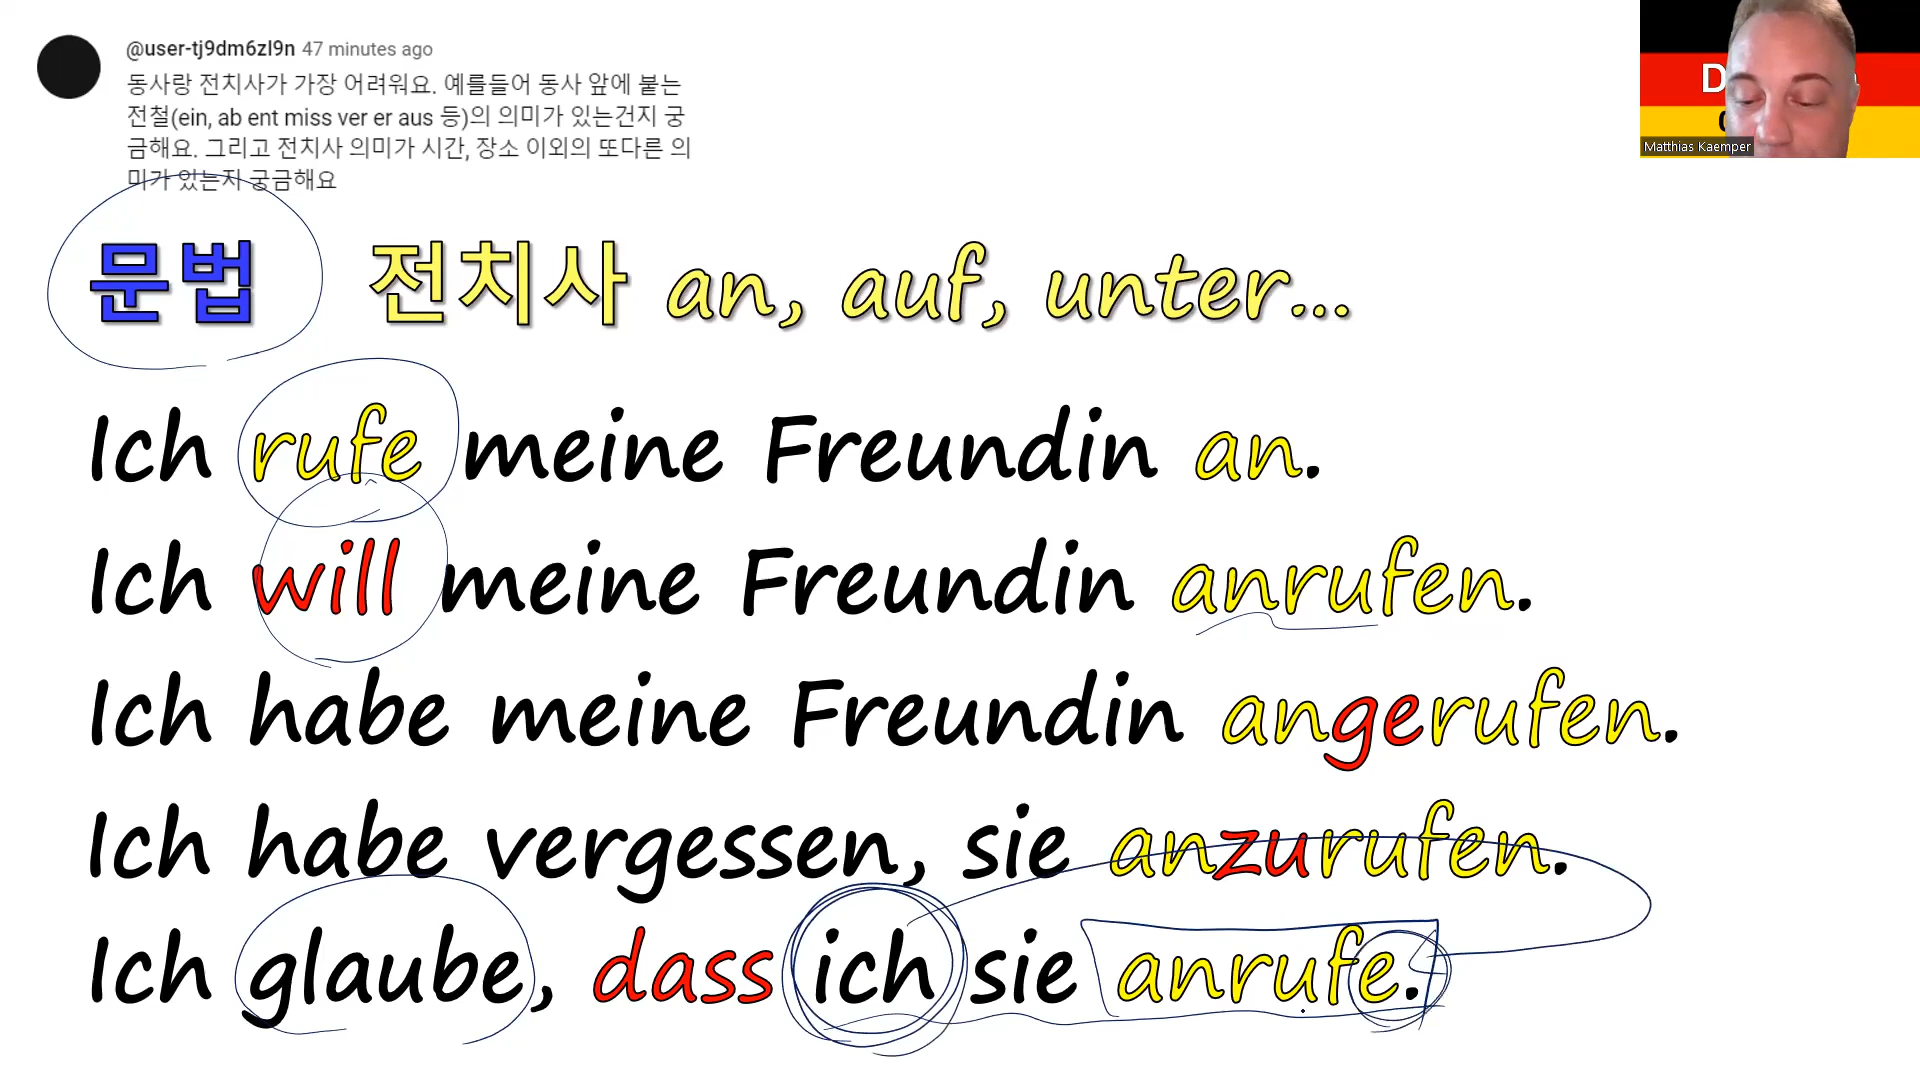 @user-tj9dm6zl9n 47 minutes ago
동사랑 전치사가 가장 어려워요. 예를들어 동사 앞에 붙는
전철(ein, ab ent miss ver er aus 등)의 의미가 있는건지 궁
금해요. 그리고 전치사 의미가 시간, 장소 이외의 또다른 의
미가 있는지 궁금해요
Matthias Kaemper
문법 전치사 an, auf, unter...
Ich rufe meine Freundin an.
Ich will meine Freundin anrufen.
Ich habe meine Freundin angerufen.
Ich habe vergessen, sie anzurufen.
Ich glaube, dass ich sie anrufe.